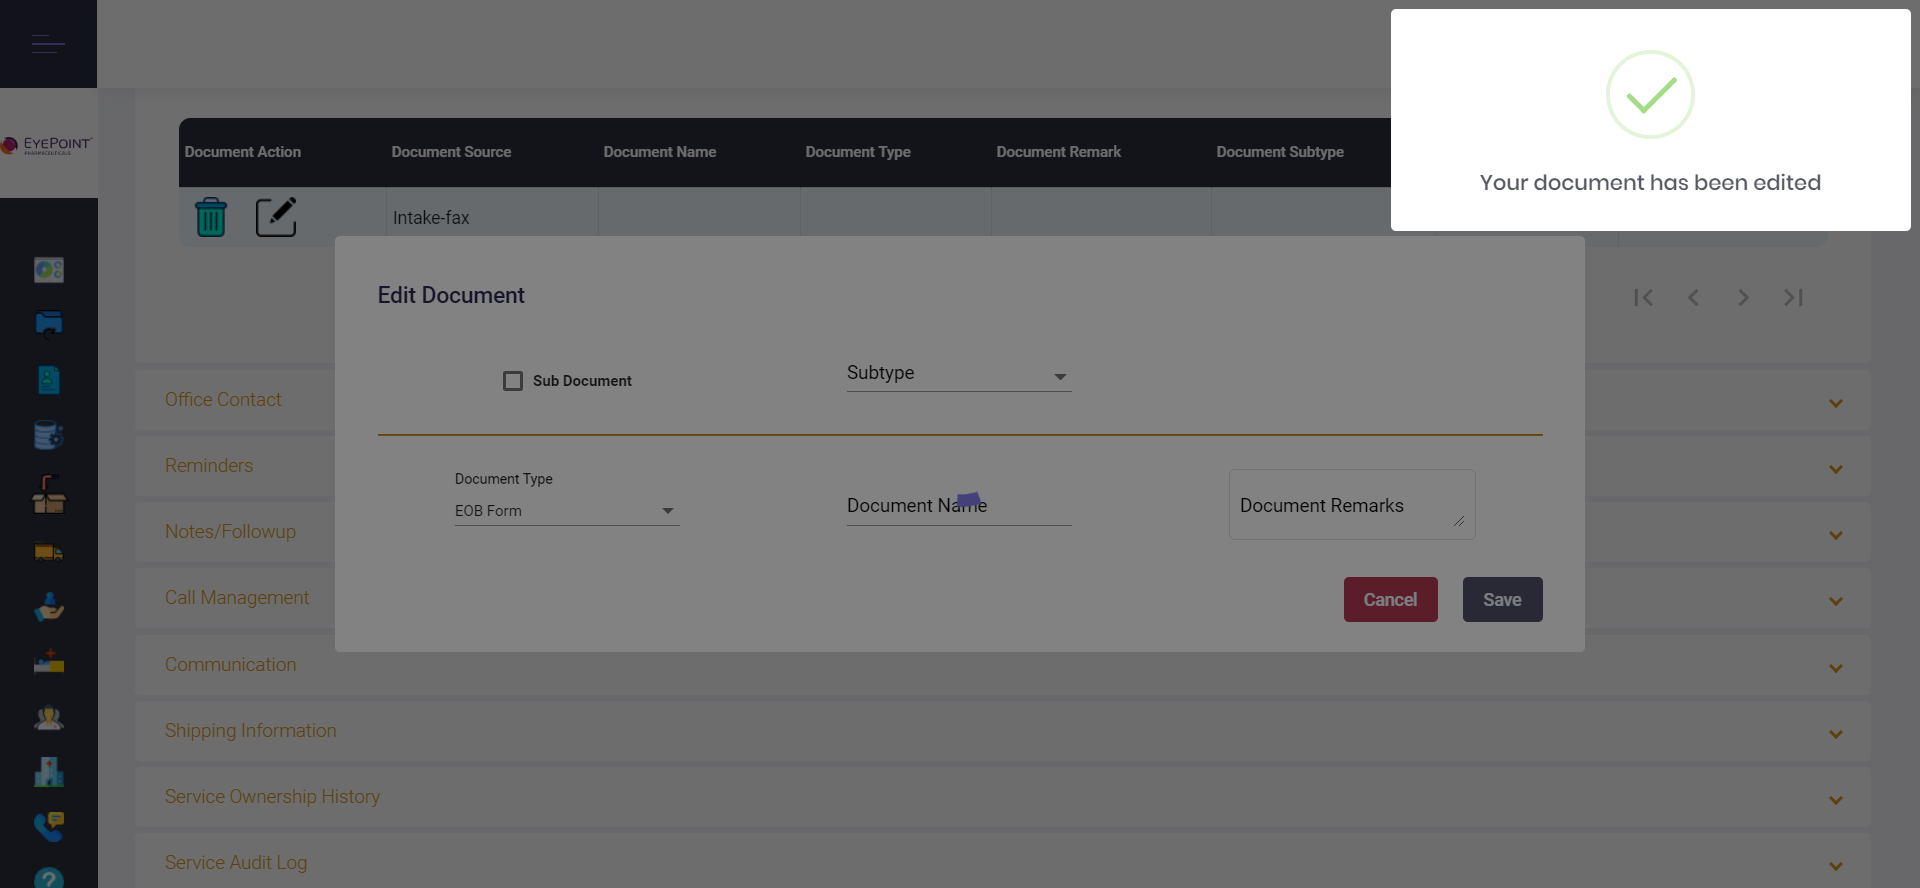 Your document has been edited
EYEPOINT
PHARMACEUTICALS
Document Action Document Source Document Name Document Type Document Remark Document Subtype
Intake-fax
Edit Document
Sub Document Subtype
Document Type
EOB Form Document Name Document Remarks
Cancel Save
Office Contact
Reminders
Notes/Followup
Call Management
Communication
Shipping Information
Service Ownership History
Service Audit Log